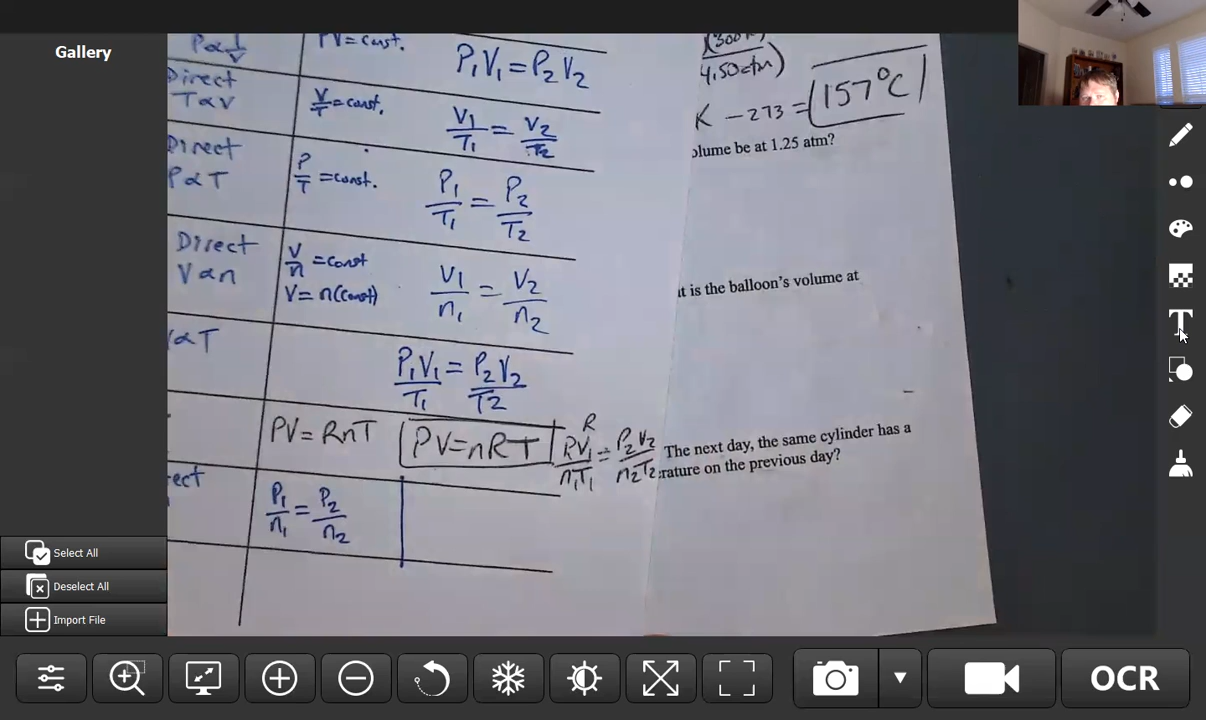 Gallery
P∝1/V PV=const. P₁V₁=P₂V₂
Direct
T∝V V/T=const. V₁/T₁=V₂/T₂
Direct
P∝T P/T=const. P₁/T₁=P₂/T₂
Direct
V∝n V/n=const
V=n(const) V₁/n₁=V₂/n₂
∝T P₁V₁/T₁=P₂V₂/T2
PV=RnT PV=nRT R
PV₁/n₁T₁=P₂V₂/n₂T₂
ect P₁/n₁=P₂/n₂
(300K)
4.50atm)
K -273=157°C
olume be at 1.25 atm?
t is the balloon's volume at
The next day, the same cylinder has a
rature on the previous day?
Select All
Deselect All
Import File
T
OCR